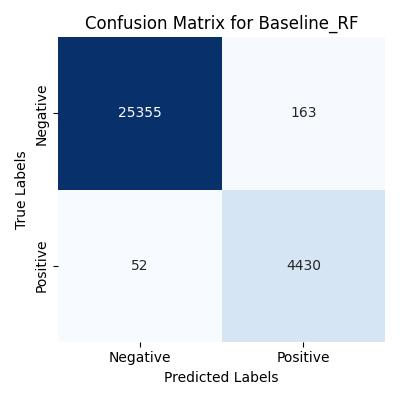 Confusion Matrix for Baseline_RF
True Labels
Negative
25355 163
Positive
52 4430
Negative Positive
Predicted Labels